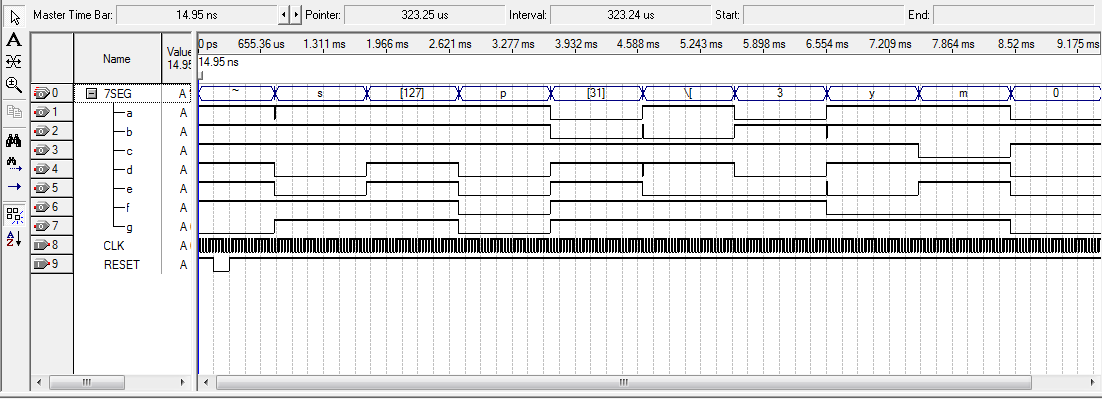 Master Time Bar: 14.95 ns Pointer: 323.25 us Interval: 323.24 us Start: End:
Name Value 14.95
0 ps 655.36 us 1.311 ms 1.966 ms 2.621 ms 3.277 ms 3.932 ms 4.588 ms 5.243 ms 5.898 ms 6.554 ms 7.209 ms 7.864 ms 8.52 ms 9.175 ms
14.95 ns
0 7SEG A ~ s [127] p [31] \[ 3 y m 0
1 a A
2 b A
3 c A
4 d A
5 e A
6 f A
7 g A
8 CLK A
9 RESET A